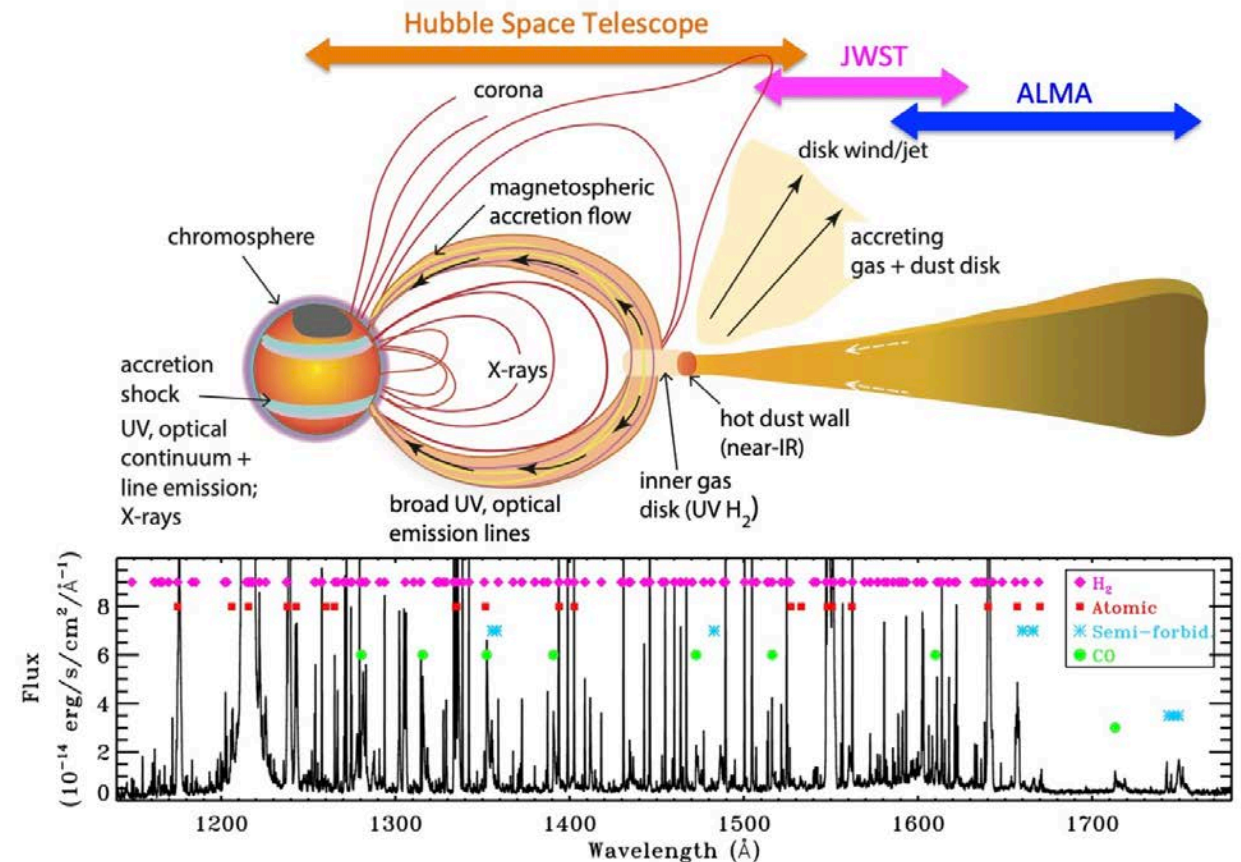 Hubble Space Telescope
JWST
ALMA
corona
disk wind/jet
magnetospheric
accretion flow
chromosphere
accreting
gas + dust disk
accretion
shock
X-rays
UV, optical
continuum +
line emission;
X-rays
hot dust wall
(near-IR)
inner gas
disk (UV H₂)
broad UV, optical
emission lines
H₂
Atomic
Semi-forbid.
CO
8
6
4
2
0
Flux
(10⁻¹⁴ erg/s/cm²/Å⁻¹)
1200 1300 1400 1500 1600 1700
Wavelength (Å)